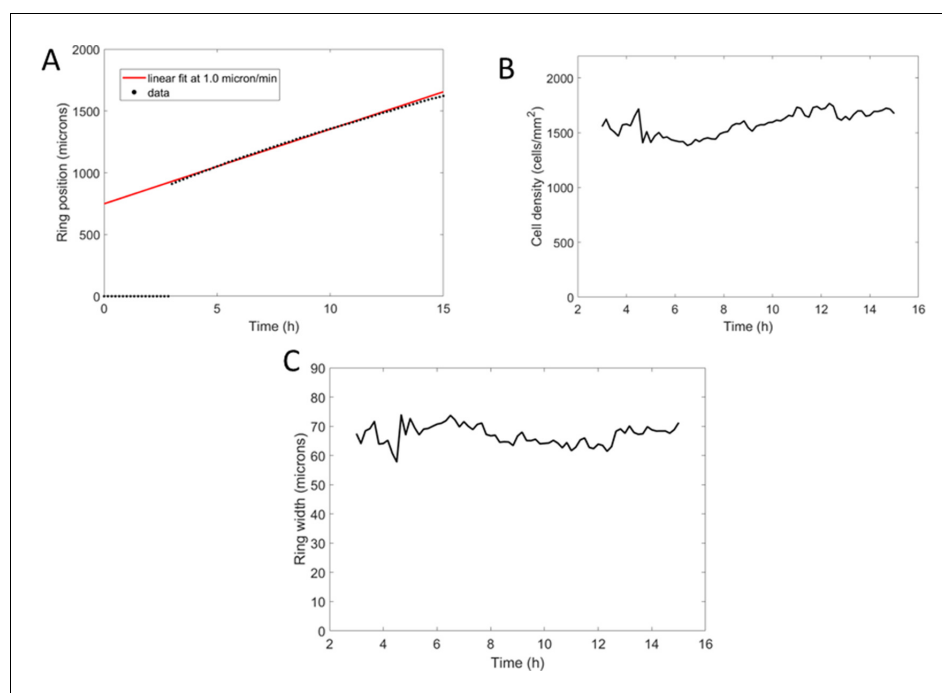 A
2000
1500
1000
500
0
Ring position (microns)
linear fit at 1.0 micron/min
data
0 5 10 15
Time (h)
B
2000
1500
1000
500
0
Cell density (cells/mm²)
2 4 6 8 10 12 14 16
Time (h)
C
90
80
70
60
50
40
30
20
10
0
Ring width (microns)
2 4 6 8 10 12 14 16
Time (h)